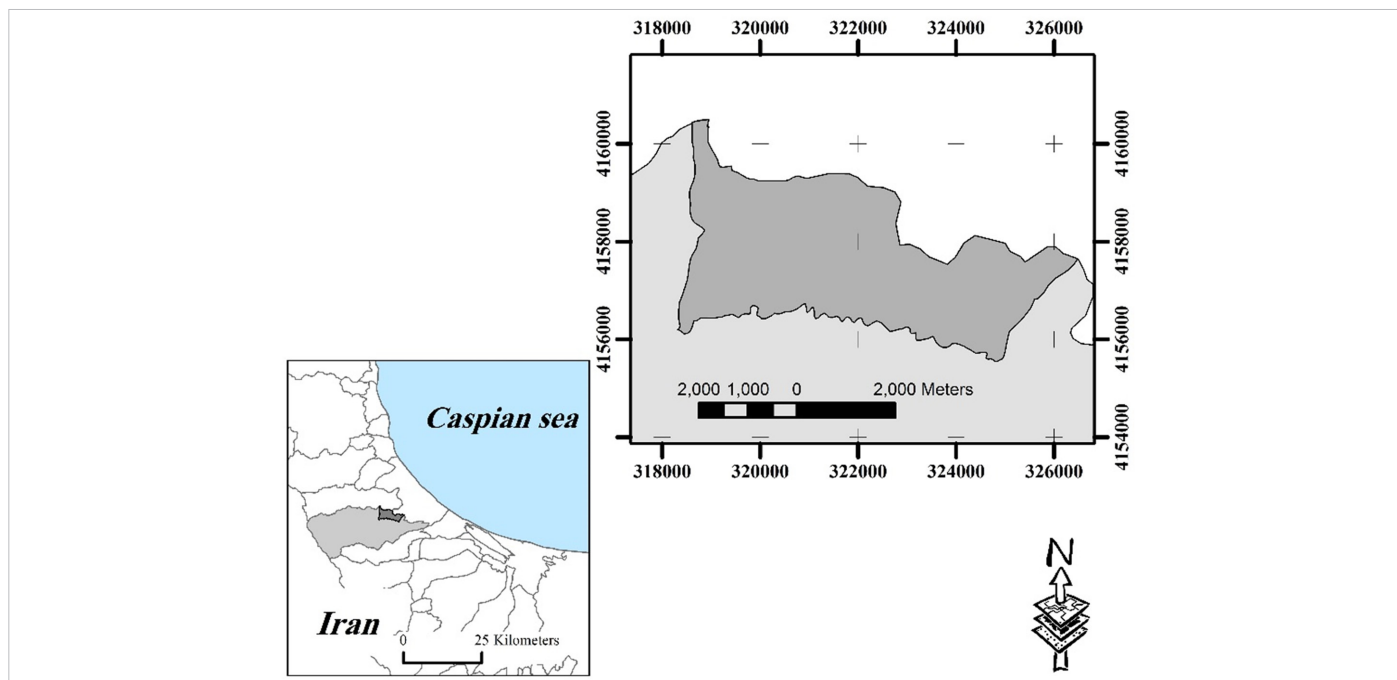 318000 320000 322000 324000 326000
4160000 4160000
4158000 4158000
4156000 4156000
4154000
2,000 1,000 0 2,000 Meters
318000 320000 322000 324000 326000
Caspian sea
Iran
0 25 Kilometers
N